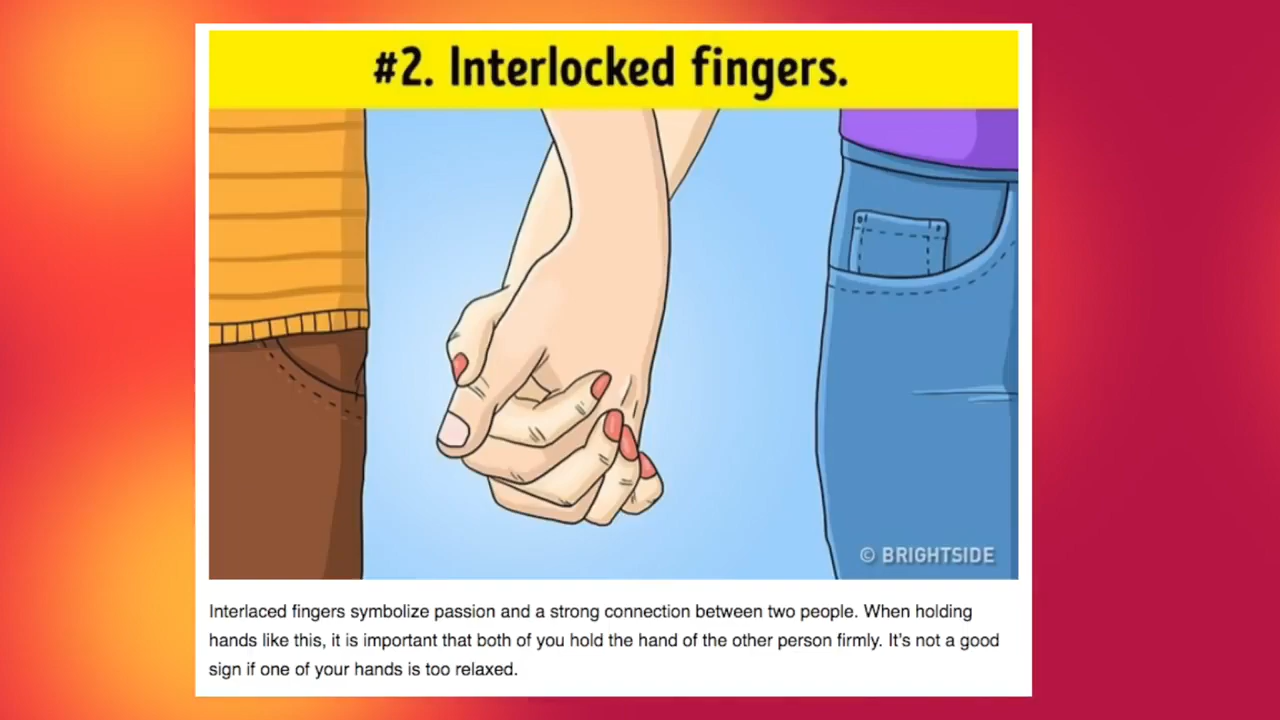 #2. Interlocked fingers.
© BRIGHTSIDE
Interlaced fingers symbolize passion and a strong connection between two people. When holding
hands like this, it is important that both of you hold the hand of the other person firmly. It's not a good
sign if one of your hands is too relaxed.